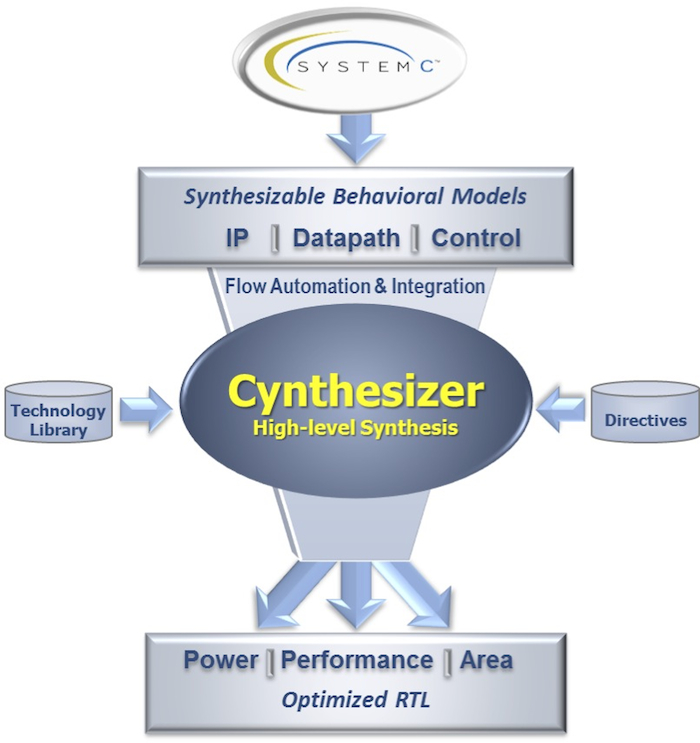 SYSTEMC™
Synthesizable Behavioral Models
IP | Datapath | Control
Flow Automation & Integration
Cynthesizer
High-level Synthesis
Technology
Library
Directives
Power | Performance | Area
Optimized RTL